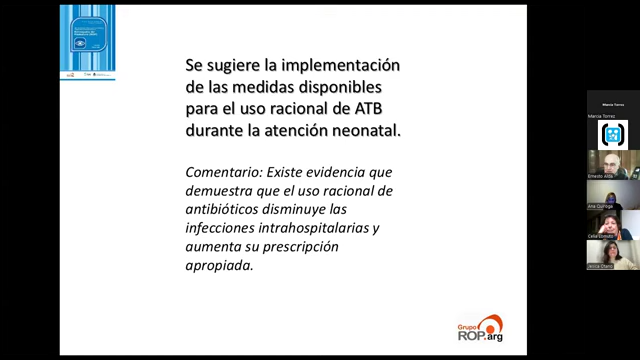 Se sugiere la implementación
de las medidas disponibles
para el uso racional de ATB
durante la atención neonatal.
Comentario: Existe evidencia que
demuestra que el uso racional de
antibióticos disminuye las
infecciones intrahospitalarias y
aumenta su prescripción
apropiada.
Grupo
ROP.arg
Marcia Torres
Marcia Torres
Ernesto Alda
Ana Quiroga
Celia Lomuto